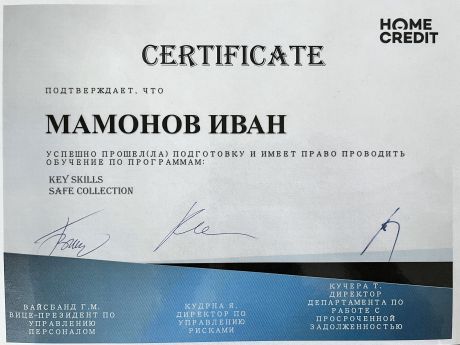 HOME
CREDIT
CERTIFICATE
ПОДТВЕРЖДАЕТ, ЧТО
МАМОНОВ ИВАН
УСПЕШНО ПРОШЕЛ(ЛА) ПОДГОТОВКУ И ИМЕЕТ ПРАВО ПРОВОДИТЬ
ОБУЧЕНИЕ ПО ПРОГРАММАМ:
KEY SKILLS
SAFE COLLECTION
ВАЙСБАНД Г.М.
ВИЦЕ-ПРЕЗИДЕНТ ПО
УПРАВЛЕНИЮ
ПЕРСОНАЛОМ
КУДРНА Я.
ДИРЕКТОР ПО
УПРАВЛЕНИЮ
РИСКАМИ
КУЧЕРА Т.
ДИРЕКТОР
ДЕПАРТАМЕНТА ПО
РАБОТЕ С
ПРОСРОЧЕННОЙ
ЗАДОЛЖЕННОСТЬЮ